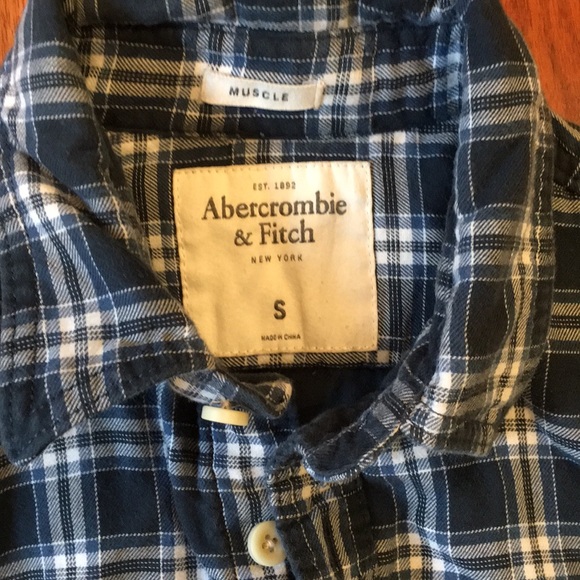 MUSCLE
EST. 1892
Abercrombie
& Fitch
NEW YORK
S
MADE IN CHINA